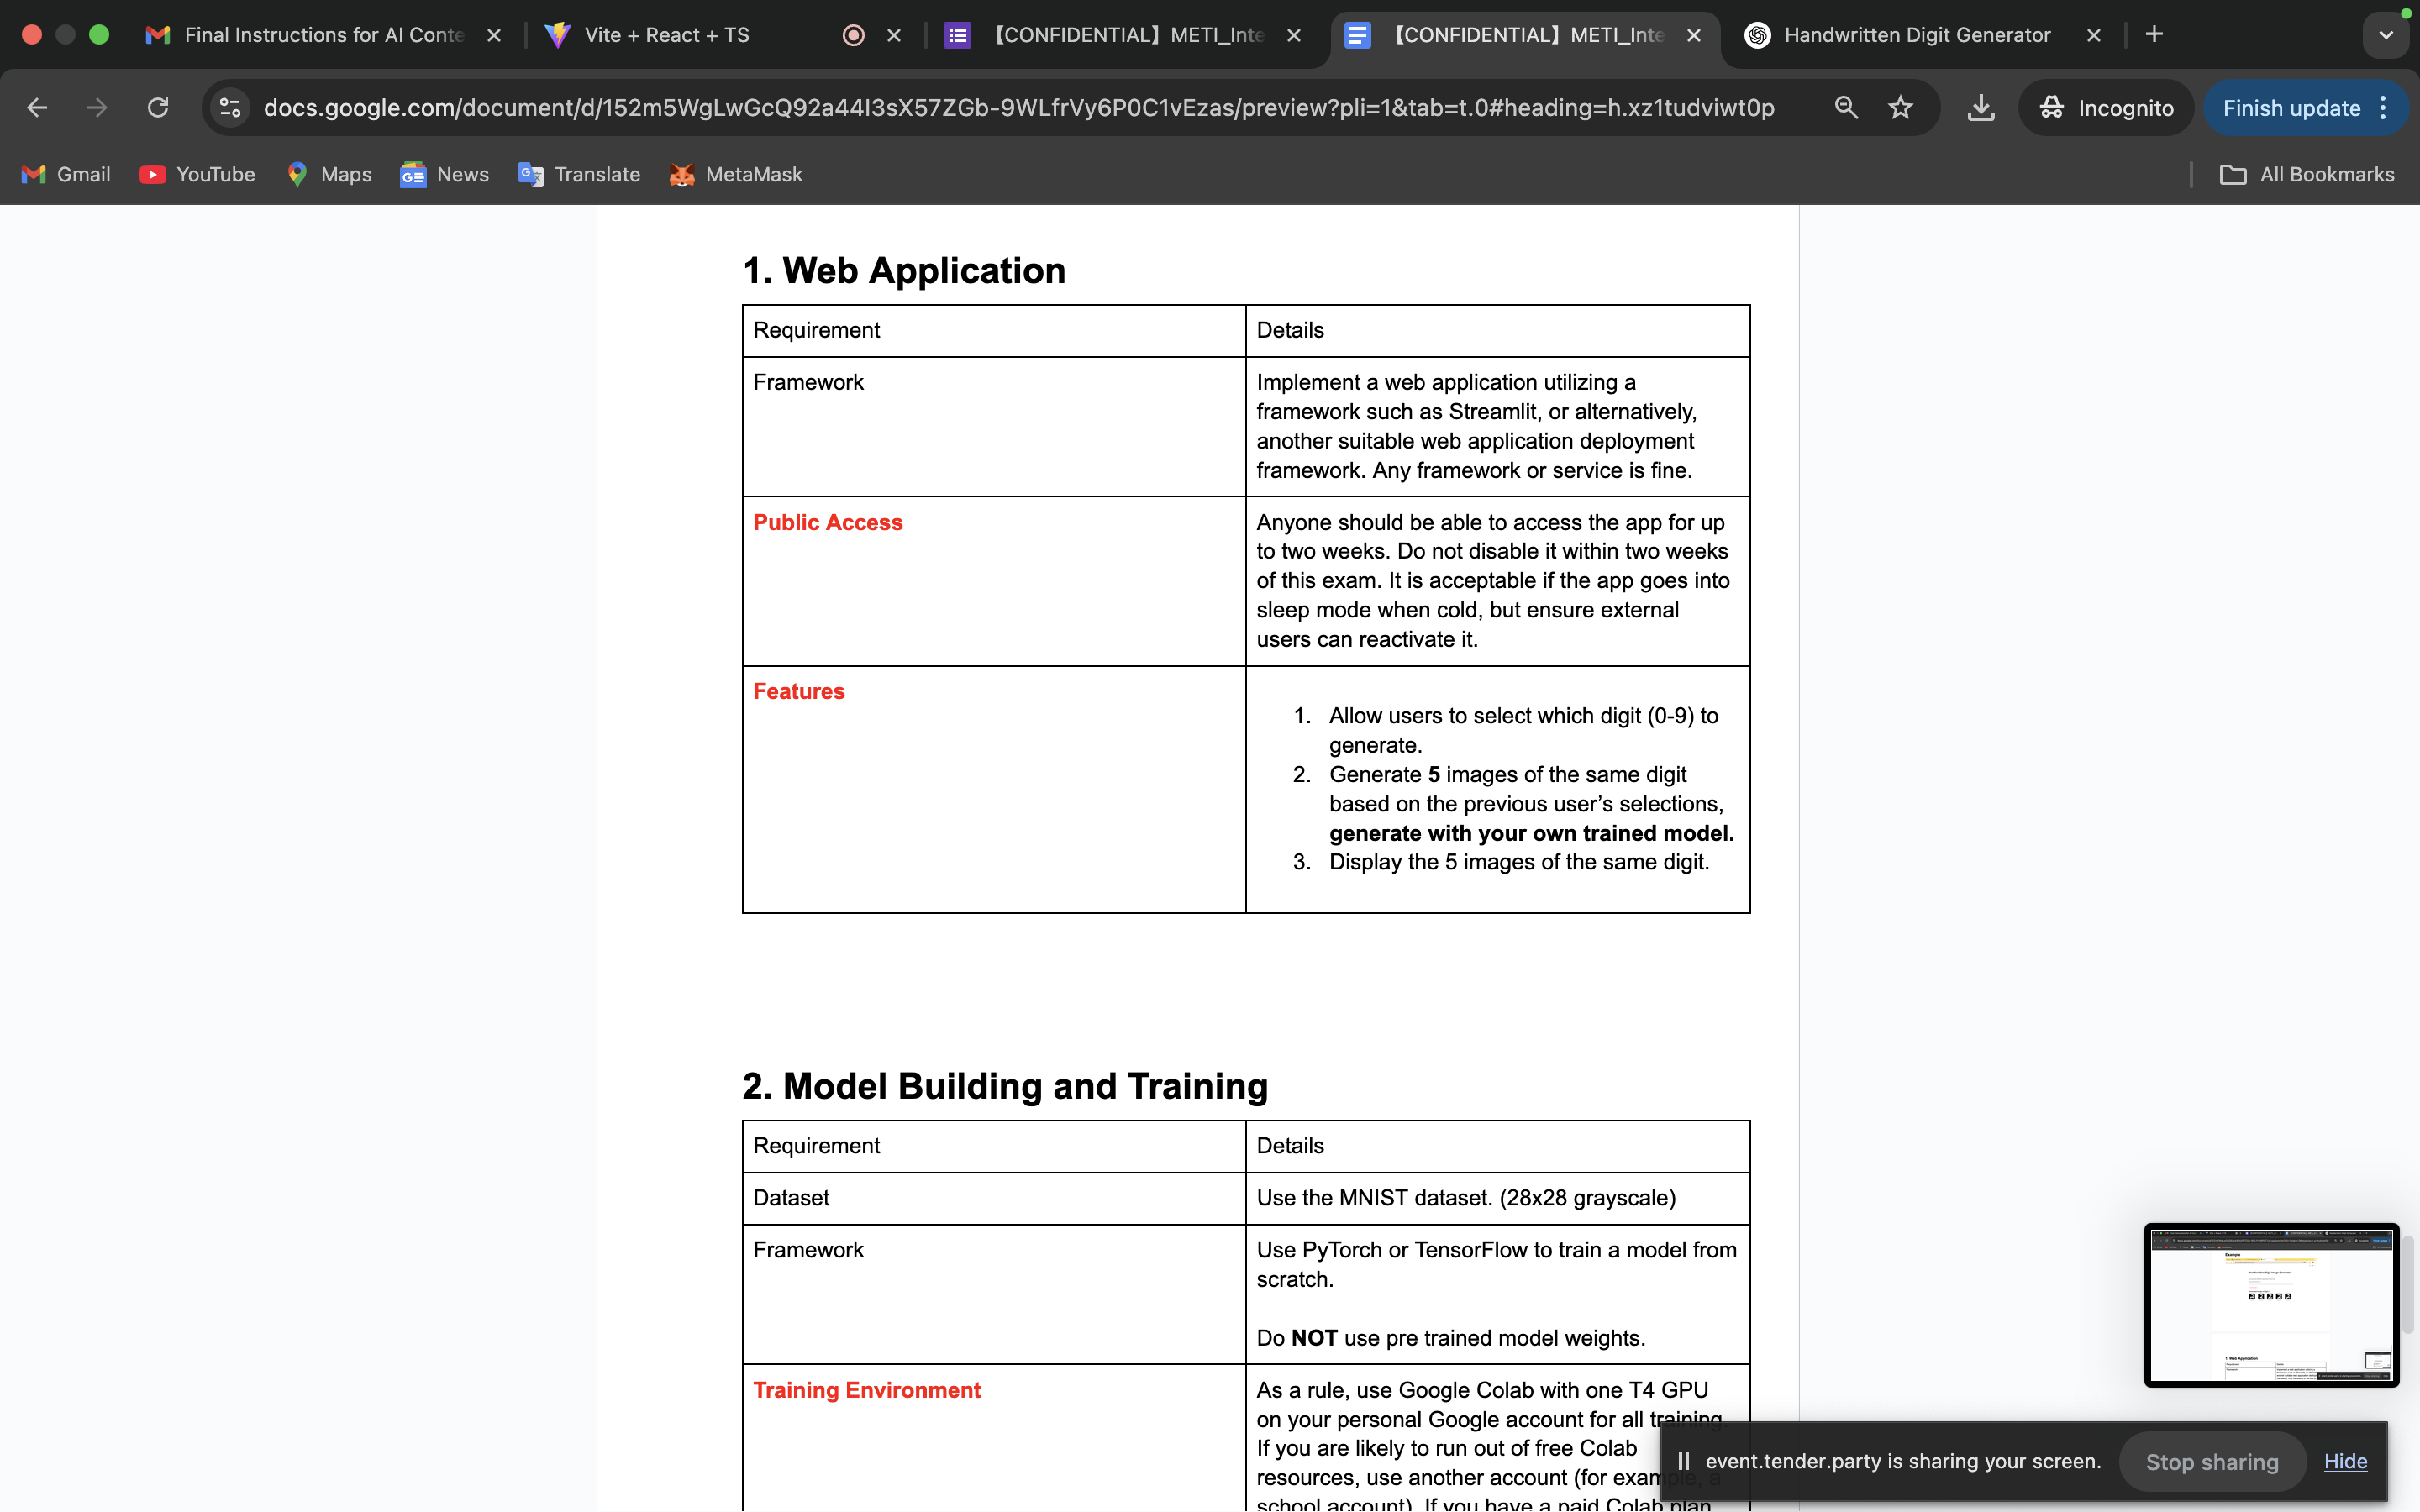 Final Instructions for AI Conte
Vite + React + TS
【CONFIDENTIAL】METI_Inte
【CONFIDENTIAL】METI_Inte
Handwritten Digit Generator
docs.google.com/document/d/152m5WgLwGcQ92a44I3sX57ZGb-9WLfrVy6P0C1vEzas/preview?pli=1&tab=t.0#heading=h.xz1tudviwt0p
Incognito
Finish update
Gmail
YouTube
Maps
News
Translate
MetaMask
All Bookmarks
1. Web Application
Requirement
Details
Framework
Implement a web application utilizing a
framework such as Streamlit, or alternatively,
another suitable web application deployment
framework. Any framework or service is fine.
Public Access
Anyone should be able to access the app for up
to two weeks. Do not disable it within two weeks
of this exam. It is acceptable if the app goes into
sleep mode when cold, but ensure external
users can reactivate it.
Features
1. Allow users to select which digit (0-9) to
generate.
2. Generate 5 images of the same digit
based on the previous user’s selections,
generate with your own trained model.
3. Display the 5 images of the same digit.
2. Model Building and Training
Requirement
Details
Dataset
Use the MNIST dataset. (28x28 grayscale)
Framework
Use PyTorch or TensorFlow to train a model from
scratch.
Do NOT use pre trained model weights.
Training Environment
As a rule, use Google Colab with one T4 GPU
on your personal Google account for all training
If you are likely to run out of free Colab
resources, use another account (for example, a
school account). If you have a paid Colab plan
event.tender.party is sharing your screen.
Stop sharing
Hide